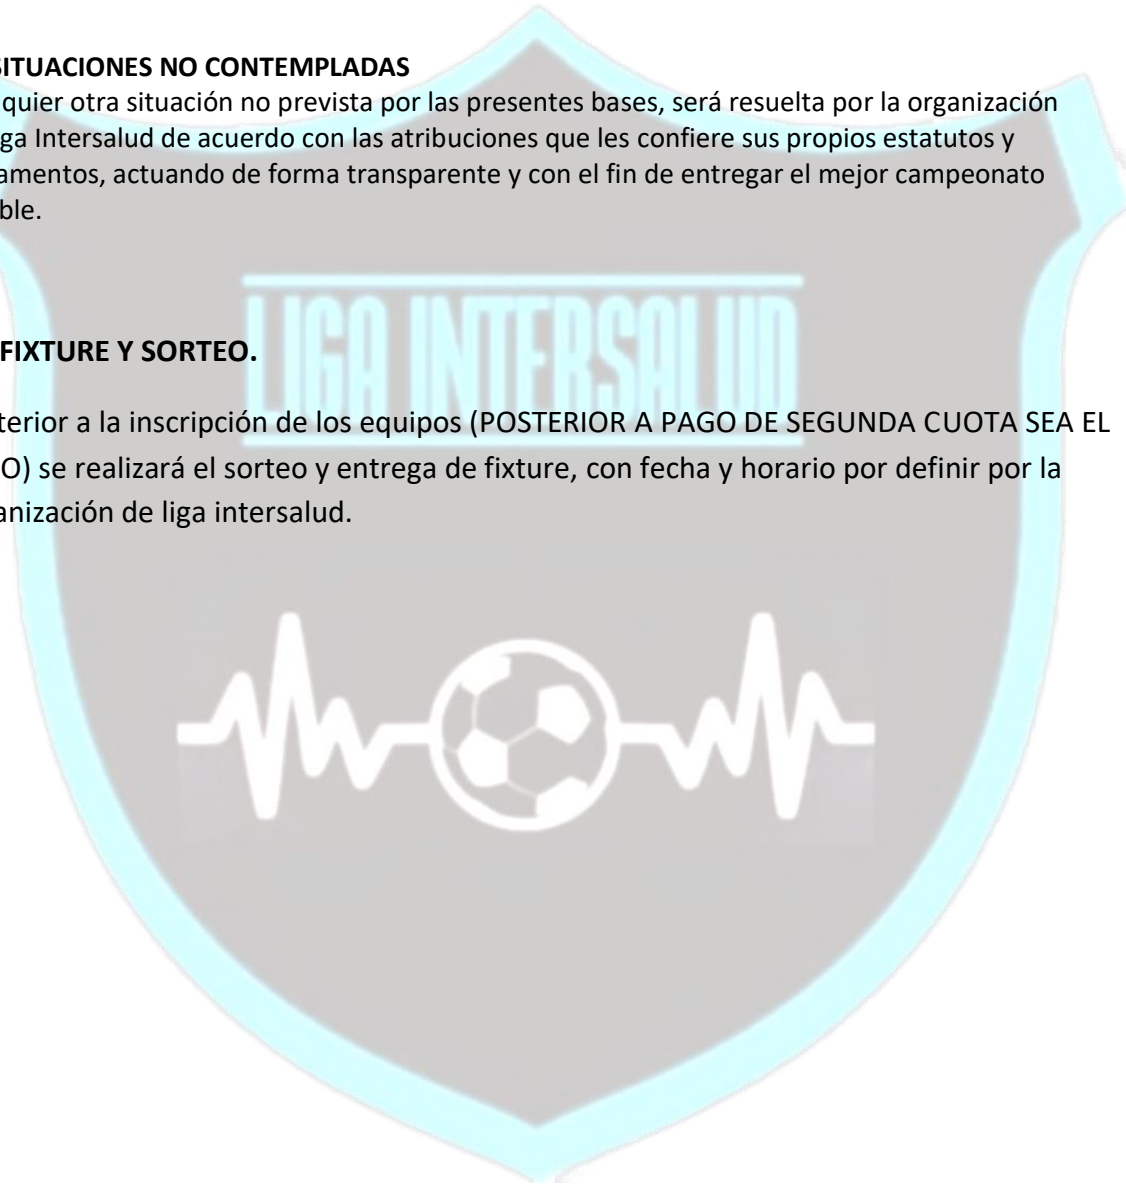 SITUACIONES NO CONTEMPLADAS
quier otra situación no prevista por las presentes bases, será resuelta por la organización
ga Intersalud de acuerdo con las atribuciones que les confiere sus propios estatutos y
amentos, actuando de forma transparente y con el fin de entregar el mejor campeonato
ble.
LIGA INTERSALUD
FIXTURE Y SORTEO.
terior a la inscripción de los equipos (POSTERIOR A PAGO DE SEGUNDA CUOTA SEA EL
O) se realizará el sorteo y entrega de fixture, con fecha y horario por definir por la
anización de liga intersalud.